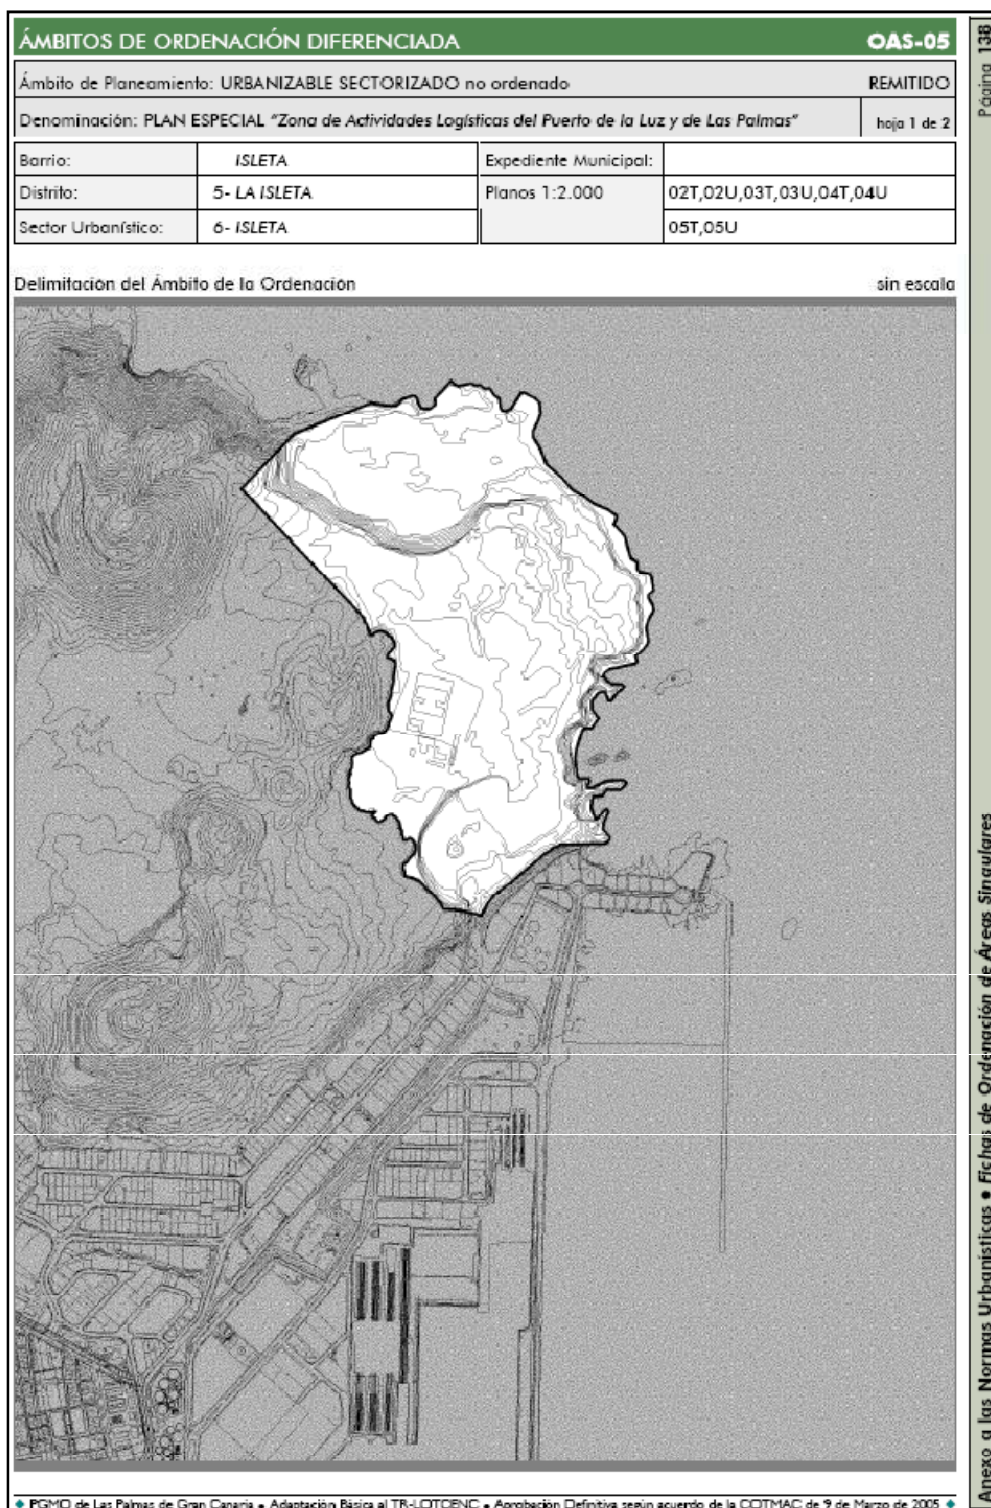 ÁMBITOS DE ORDENACIÓN DIFERENCIADA OAS-05
Ámbito de Planeamiento: URBANIZABLE SECTORIZADO no ordenado REMITIDO
Denominación: PLAN ESPECIAL "Zona de Actividades Logísticas del Puerto de la Luz y de Las Palmas" hoja 1 de 2
Barrio: ISLETA Expediente Municipal:
Distrito: 5- LA ISLETA Planos 1:2.000 02T,02U,03T,03U,04T,04U
Sector Urbanístico: 6- ISLETA 05T,05U
Delimitación del Ámbito de la Ordenación sin escala
PGMO de Las Palmas de Gran Canaria • Adaptación Básica al TR-LOTCENC • Aprobación Definitiva según acuerdo de la COTMAC de 9 de Marzo de 2005
Anexo a las Normas Urbanísticas • Fichas de Ordenación de Áreas Singulares Página 138